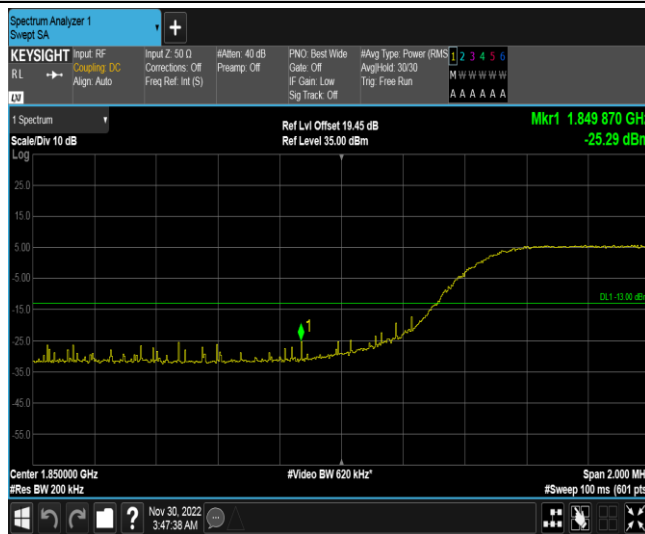 Spectrum Analyzer 1
Swept SA
+
KEYSIGHT
RL
LXI
Input: RF
Coupling: DC
Align: Auto
Input Z: 50 Ω
Corrections: Off
Freq Ref: Int (S)
#Atten: 40 dB
Preamp: Off
PNO: Best Wide
Gate: Off
IF Gain: Low
Sig Track: Off
#Avg Type: Power (RMS
Avg|Hold: 30/30
Trig: Free Run
1 2 3 4 5 6
M W W W W W
A A A A A A
1 Spectrum
Scale/Div 10 dB
Log
Ref Lvl Offset 19.45 dB
Ref Level 35.00 dBm
Mkr1 1.849 870 GH
-25.29 dBm
25.0
15.0
5.00
-5.00
-15.0
-25.0
-35.0
-45.0
-55.0
1
DL1 -13.00 dBm
Center 1.850000 GHz
#Res BW 200 kHz
#Video BW 620 kHz*
Span 2.000 MH
#Sweep 100 ms (601 pts
?
Nov 30, 2022
3:47:38 AM